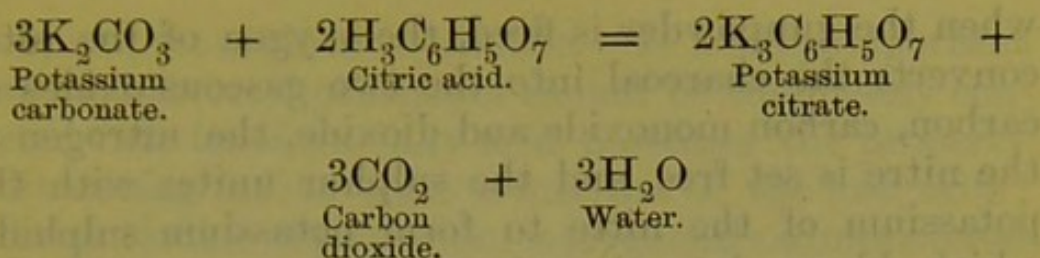 3K₂CO₃ + 2H₃C₆H₅O₇ = 2K₃C₆H₅O₇ +
Potassium Citric acid. Potassium
carbonate. citrate.
3CO₂ + 3H₂O
Carbon Water.
dioxide.